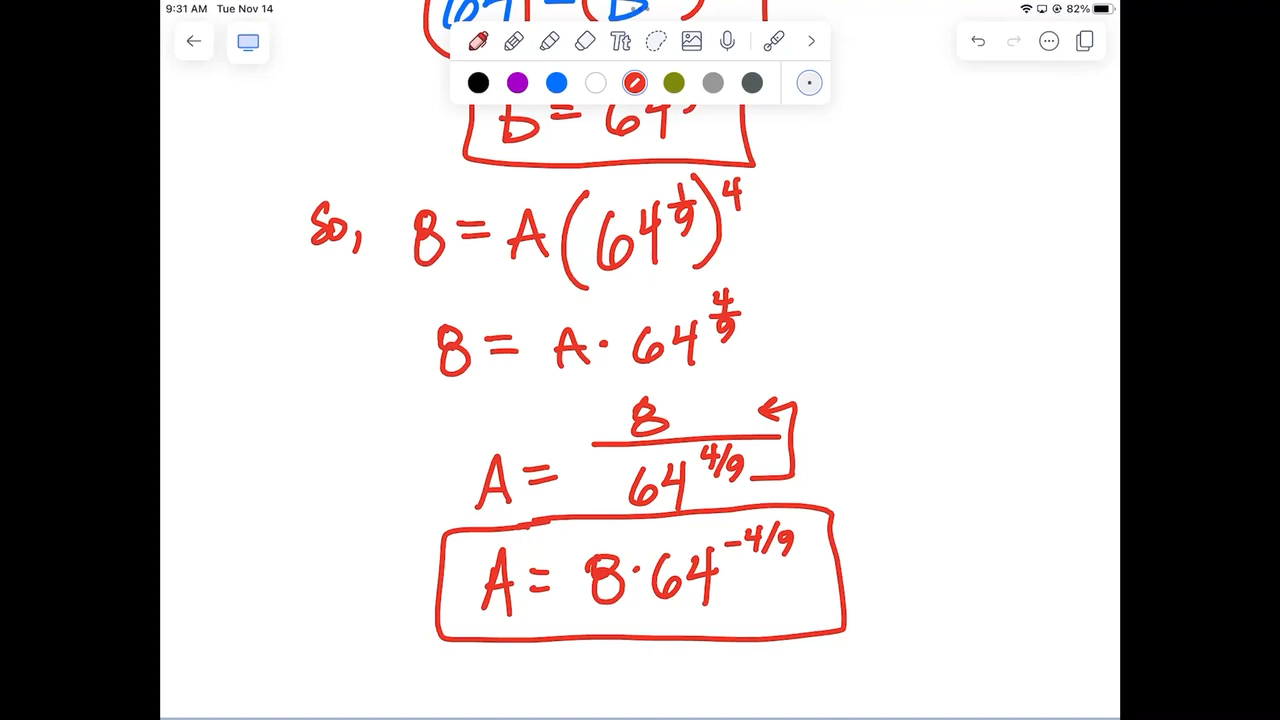 9:31 AM Tue Nov 14
82%
Tt
B = 64
So, 8 = A(64^{1/9})^4
8 = A · 64^{4/9}
A = 8 / 64^{4/9}
A = 8 · 64^{-4/9}